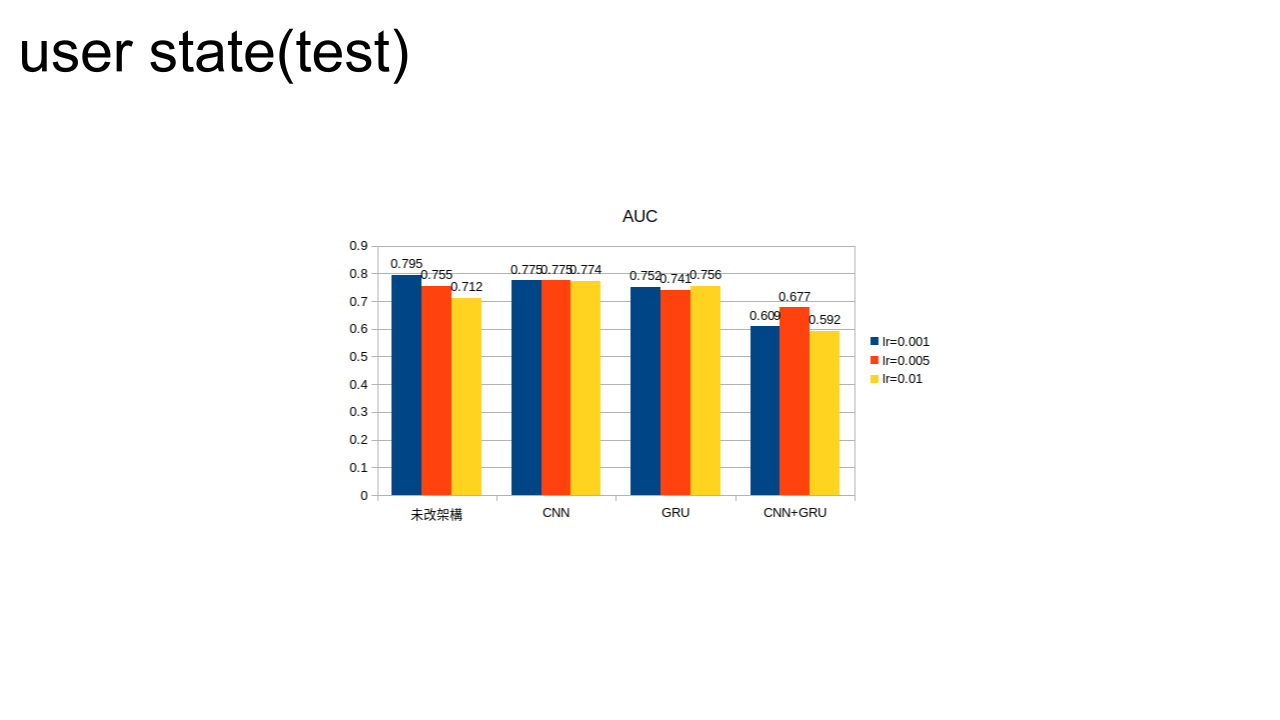 user state(test)
AUC
0.9
0.8
0.7
0.6
0.5
0.4
0.3
0.2
0.1
0
0.795
0.755
0.712
0.775
0.775
0.774
0.752
0.741
0.756
0.609
0.677
0.592
未改架構
CNN
GRU
CNN+GRU
lr=0.001
lr=0.005
lr=0.01